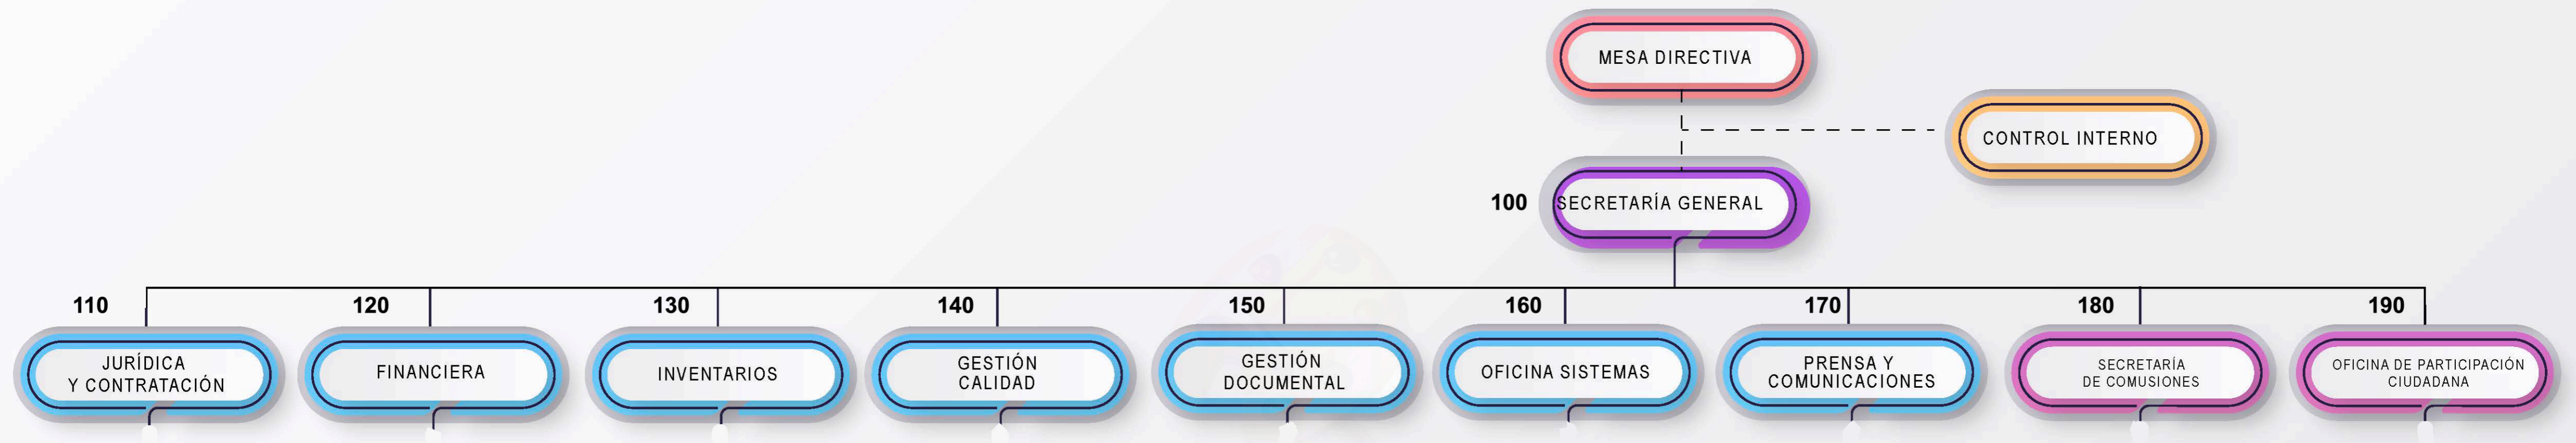 MESA DIRECTIVA
CONTROL INTERNO
100
SECRETARÍA GENERAL
110
120
130
140
150
160
170
180
190
JURÍDICA
Y CONTRATACIÓN
FINANCIERA
INVENTARIOS
GESTIÓN
CALIDAD
GESTIÓN
DOCUMENTAL
OFICINA SISTEMAS
PRENSA Y
COMUNICACIONES
SECRETARÍA
DE COMUSIONES
OFICINA DE PARTICIPACIÓN
CIUDADANA